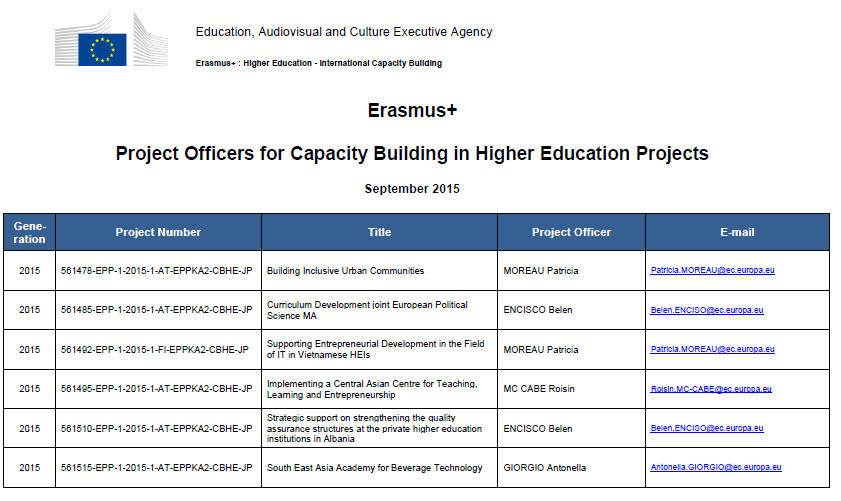 Education, Audiovisual and Culture Executive Agency
Erasmus+ : Higher Education - International Capacity Building
Erasmus+
Project Officers for Capacity Building in Higher Education Projects
September 2015
Gene-
ration
Project Number
Title
Project Officer
E-mail
2015
561478-EPP-1-2015-1-AT-EPPKA2-CBHE-JP
Building Inclusive Urban Communities
MOREAU Patricia
Patricia.MOREAU@ec.europa.eu
2015
561485-EPP-1-2015-1-AT-EPPKA2-CBHE-JP
Curriculum Development joint European Political
Science MA
ENCISCO Belen
Belen.ENCISO@ec.europa.eu
2015
561492-EPP-1-2015-1-FI-EPPKA2-CBHE-JP
Supporting Entrepreneurial Development in the Field
of IT in Vietnamese HEIs
MOREAU Patricia
Patricia.MOREAU@ec.europa.eu
2015
561495-EPP-1-2015-1-AT-EPPKA2-CBHE-JP
Implementing a Central Asian Centre for Teaching,
Learning and Entrepreneurship
MC CABE Roisin
Roisin.MC-CABE@ec.europa.eu
2015
561510-EPP-1-2015-1-AT-EPPKA2-CBHE-JP
Strategic support on strengthening the quality
assurance structures at the private higher education
institutions in Albania
ENCISCO Belen
Belen.ENCISO@ec.europa.eu
2015
561515-EPP-1-2015-1-AT-EPPKA2-CBHE-JP
South East Asia Academy for Beverage Technology
GIORGIO Antonella
Antonella.GIORGIO@ec.europa.eu